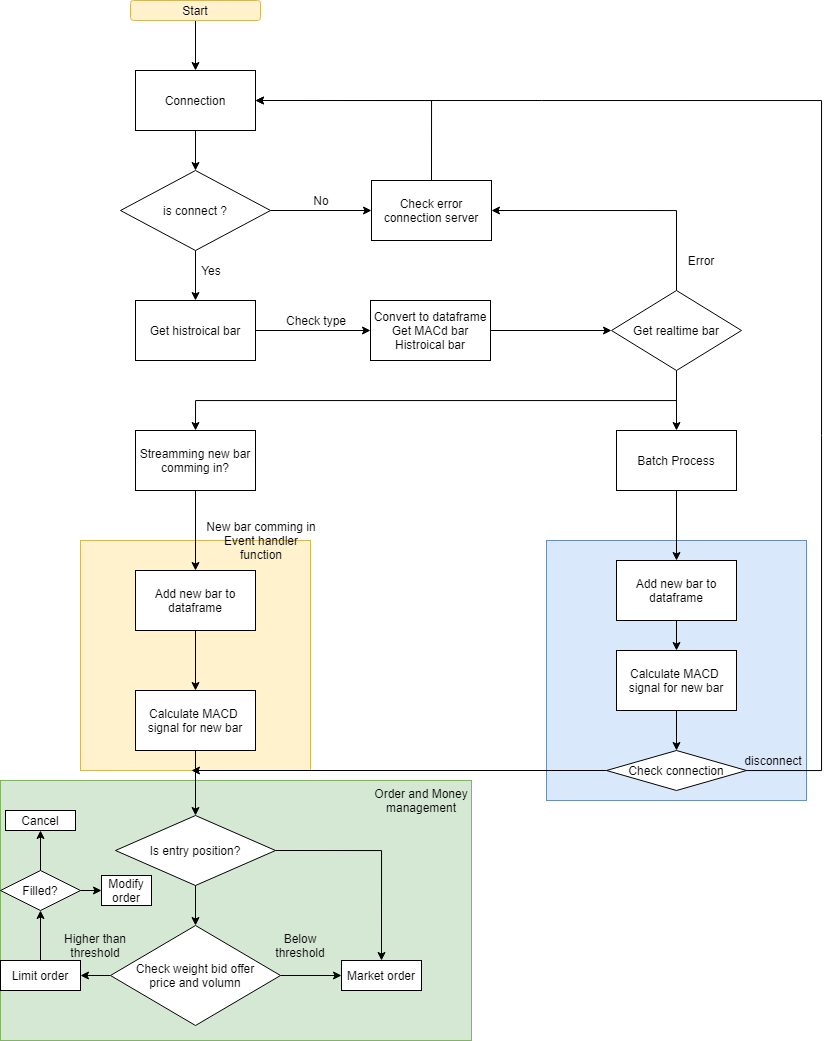 Start
Connection
is connect ?
No
Check error
connection server
Yes
Error
Get histroical bar
Check type
Convert to dataframe
Get MACd bar
Histroical bar
Get realtime bar
Streamming new bar
comming in?
Batch Process
New bar comming in
Event handler
function
Add new bar to
dataframe
Add new bar to
dataframe
Calculate MACD
signal for new bar
Calculate MACD
signal for new bar
Check connection
disconnect
Order and Money
management
Cancel
Is entry position?
Filled?
Modify
order
Higher than
threshold
Below
threshold
Limit order
Check weight bid offer
price and volumn
Market order